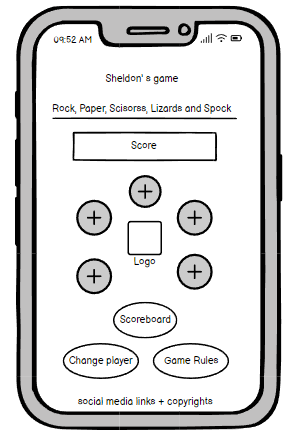 09:52 AM
Sheldon's game
Rock, Paper, Scisorss, Lizards and Spock
Score
Logo
Scoreboard
Change player
Game Rules
social media links + copyrights